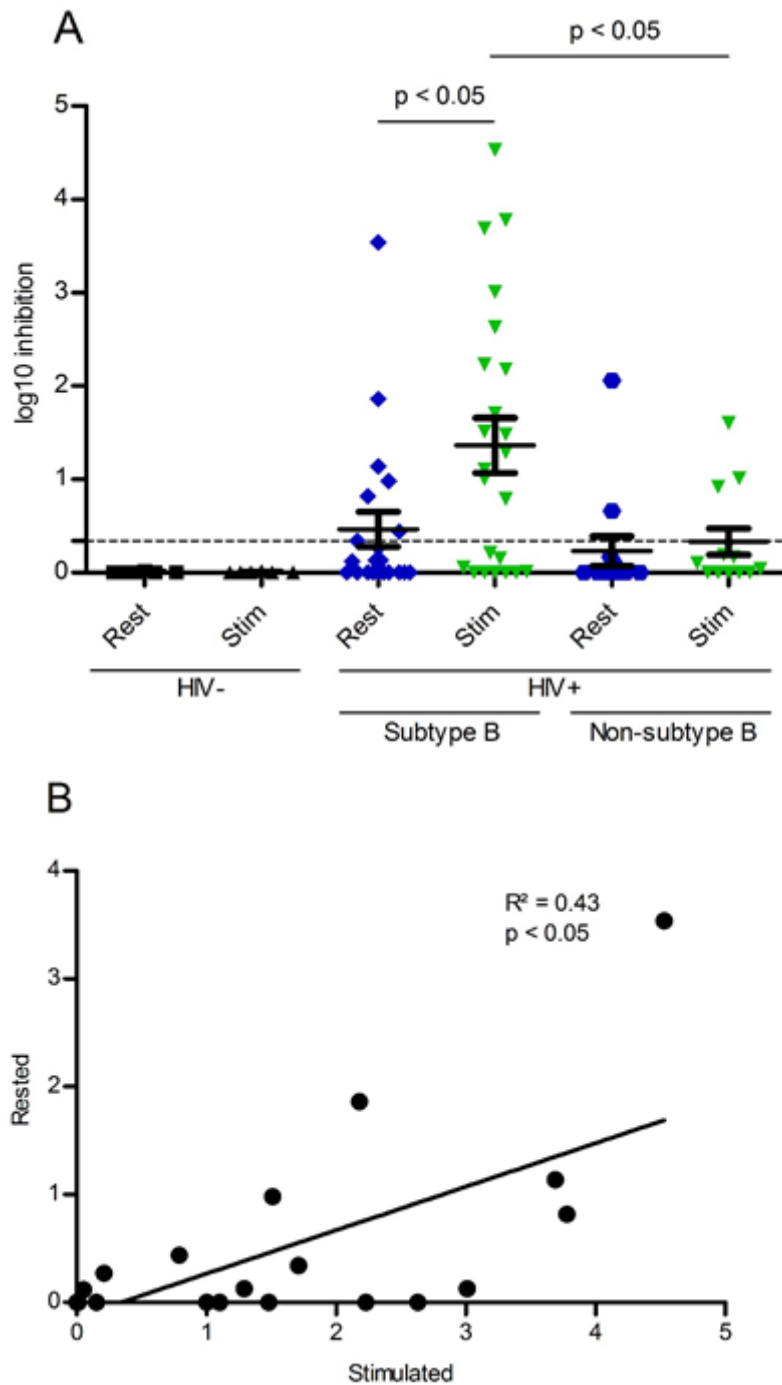 A
p < 0.05
p < 0.05
5
4
3
2
1
0
log10 inhibition
Rest
Stim
Rest
Stim
Rest
Stim
HIV-
HIV+
Subtype B
Non-subtype B
B
4
3
2
1
0
Rested
R² = 0.43
p < 0.05
0
1
2
3
4
5
Stimulated